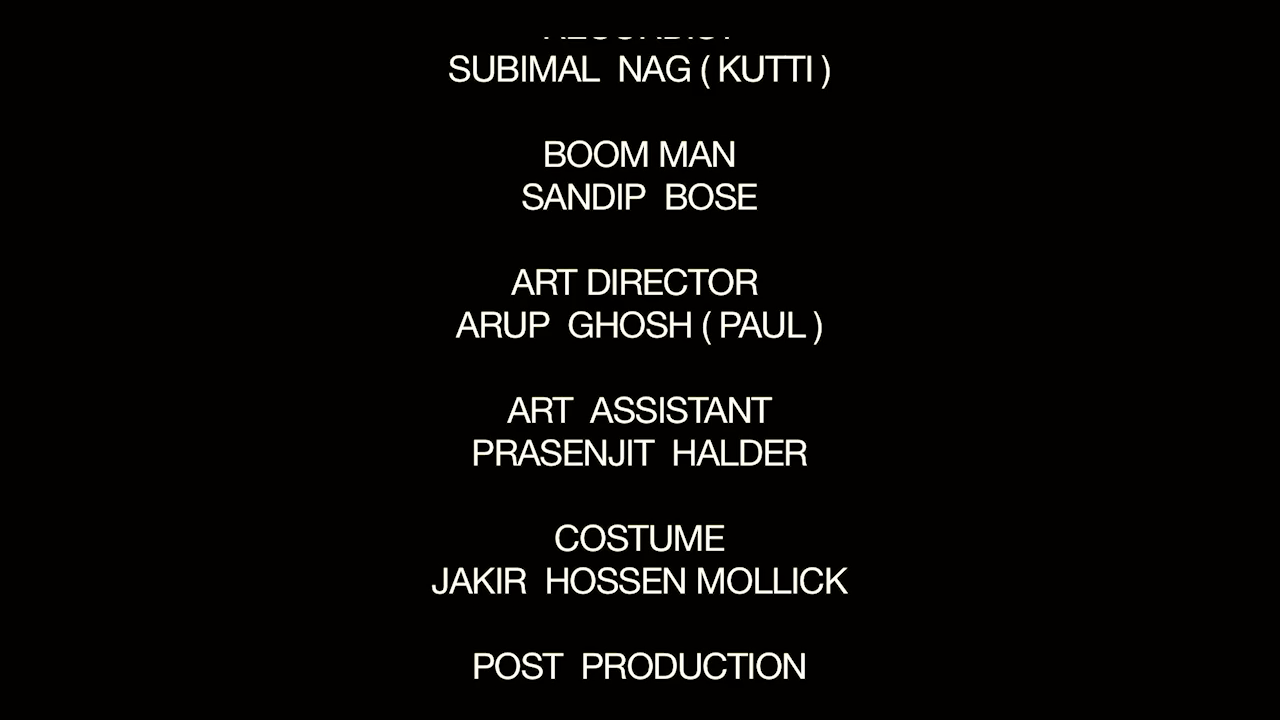 SUBIMAL NAG ( KUTTI )
BOOM MAN
SANDIP BOSE
ART DIRECTOR
ARUP GHOSH ( PAUL )
ART ASSISTANT
PRASENJIT HALDER
COSTUME
JAKIR HOSSEN MOLLICK
POST PRODUCTION